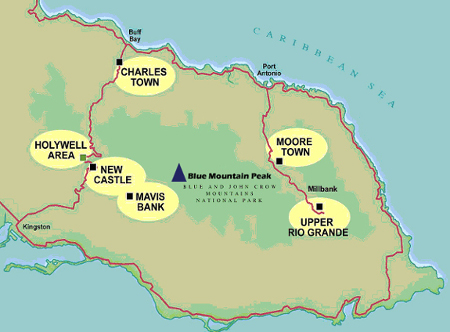 Buff
Bay
CARIBBEAN SEA
CHARLES
TOWN
Port
Antonio
HOLYWELL
AREA
NEW
CASTLE
MAVIS
BANK
Blue Mountain Peak
BLUE AND JOHN CROW
MOUNTAINS
NATIONAL PARK
MOORE
TOWN
Millbank
UPPER
RIO GRANDE
Kingston